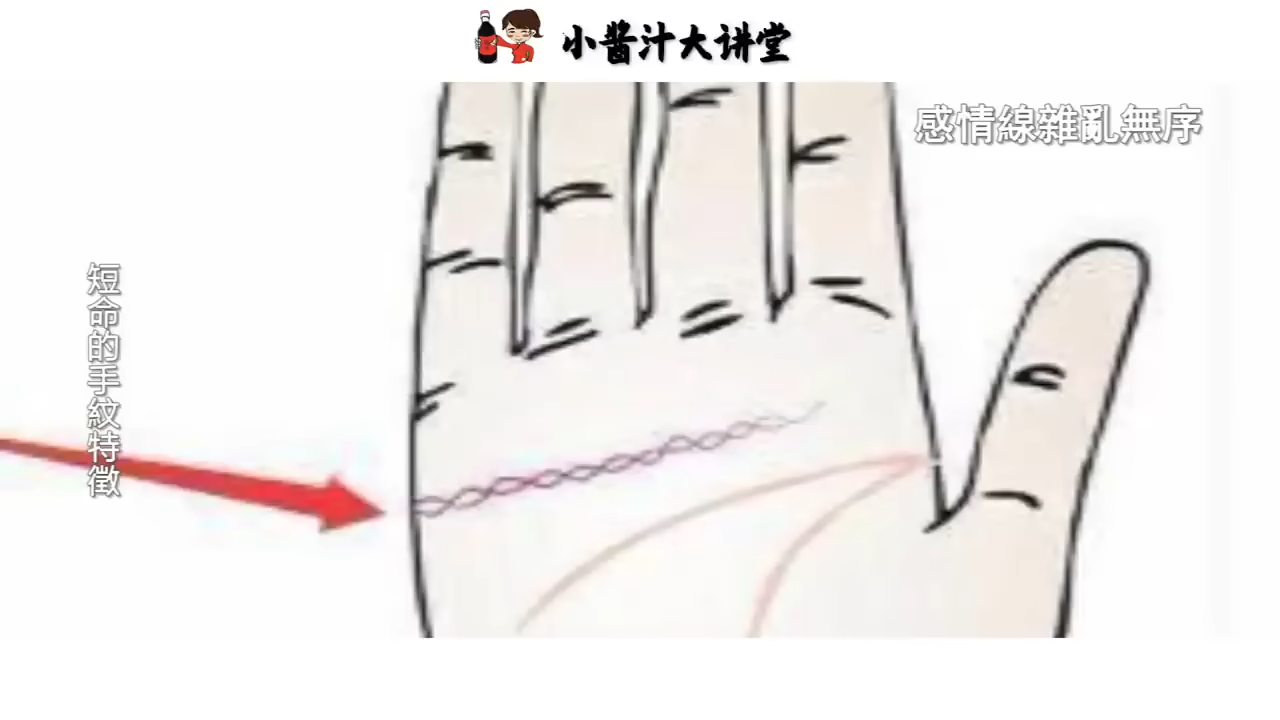 小酱汁大讲堂
感情線雜亂無序
短命的手紋特徵